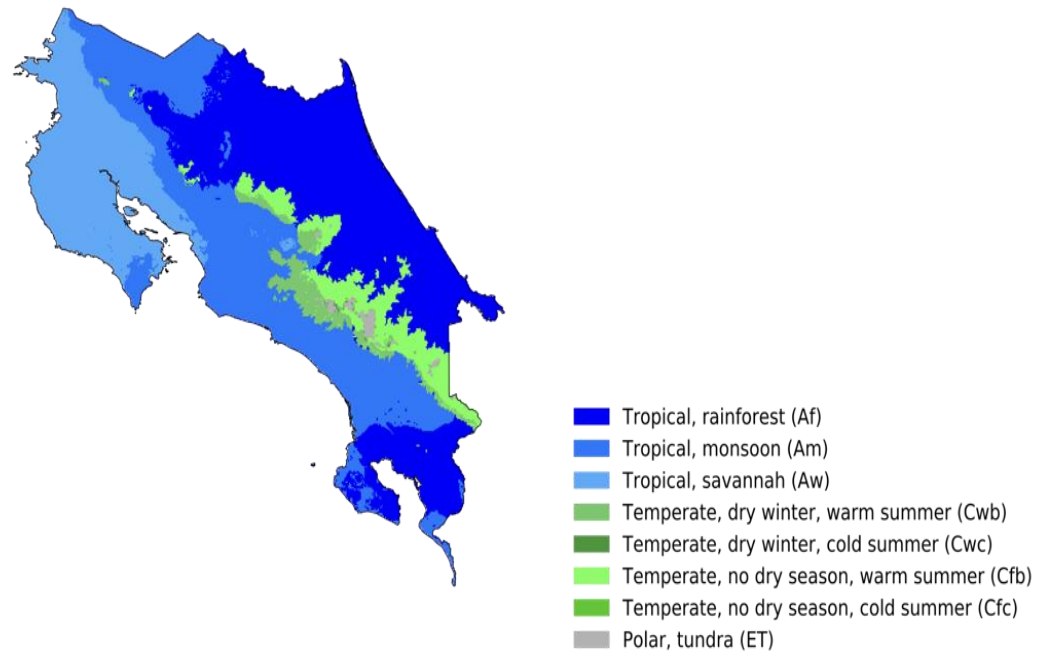 Tropical, rainforest (Af)
Tropical, monsoon (Am)
Tropical, savannah (Aw)
Temperate, dry winter, warm summer (Cwb)
Temperate, dry winter, cold summer (Cwc)
Temperate, no dry season, warm summer (Cfb)
Temperate, no dry season, cold summer (Cfc)
Polar, tundra (ET)